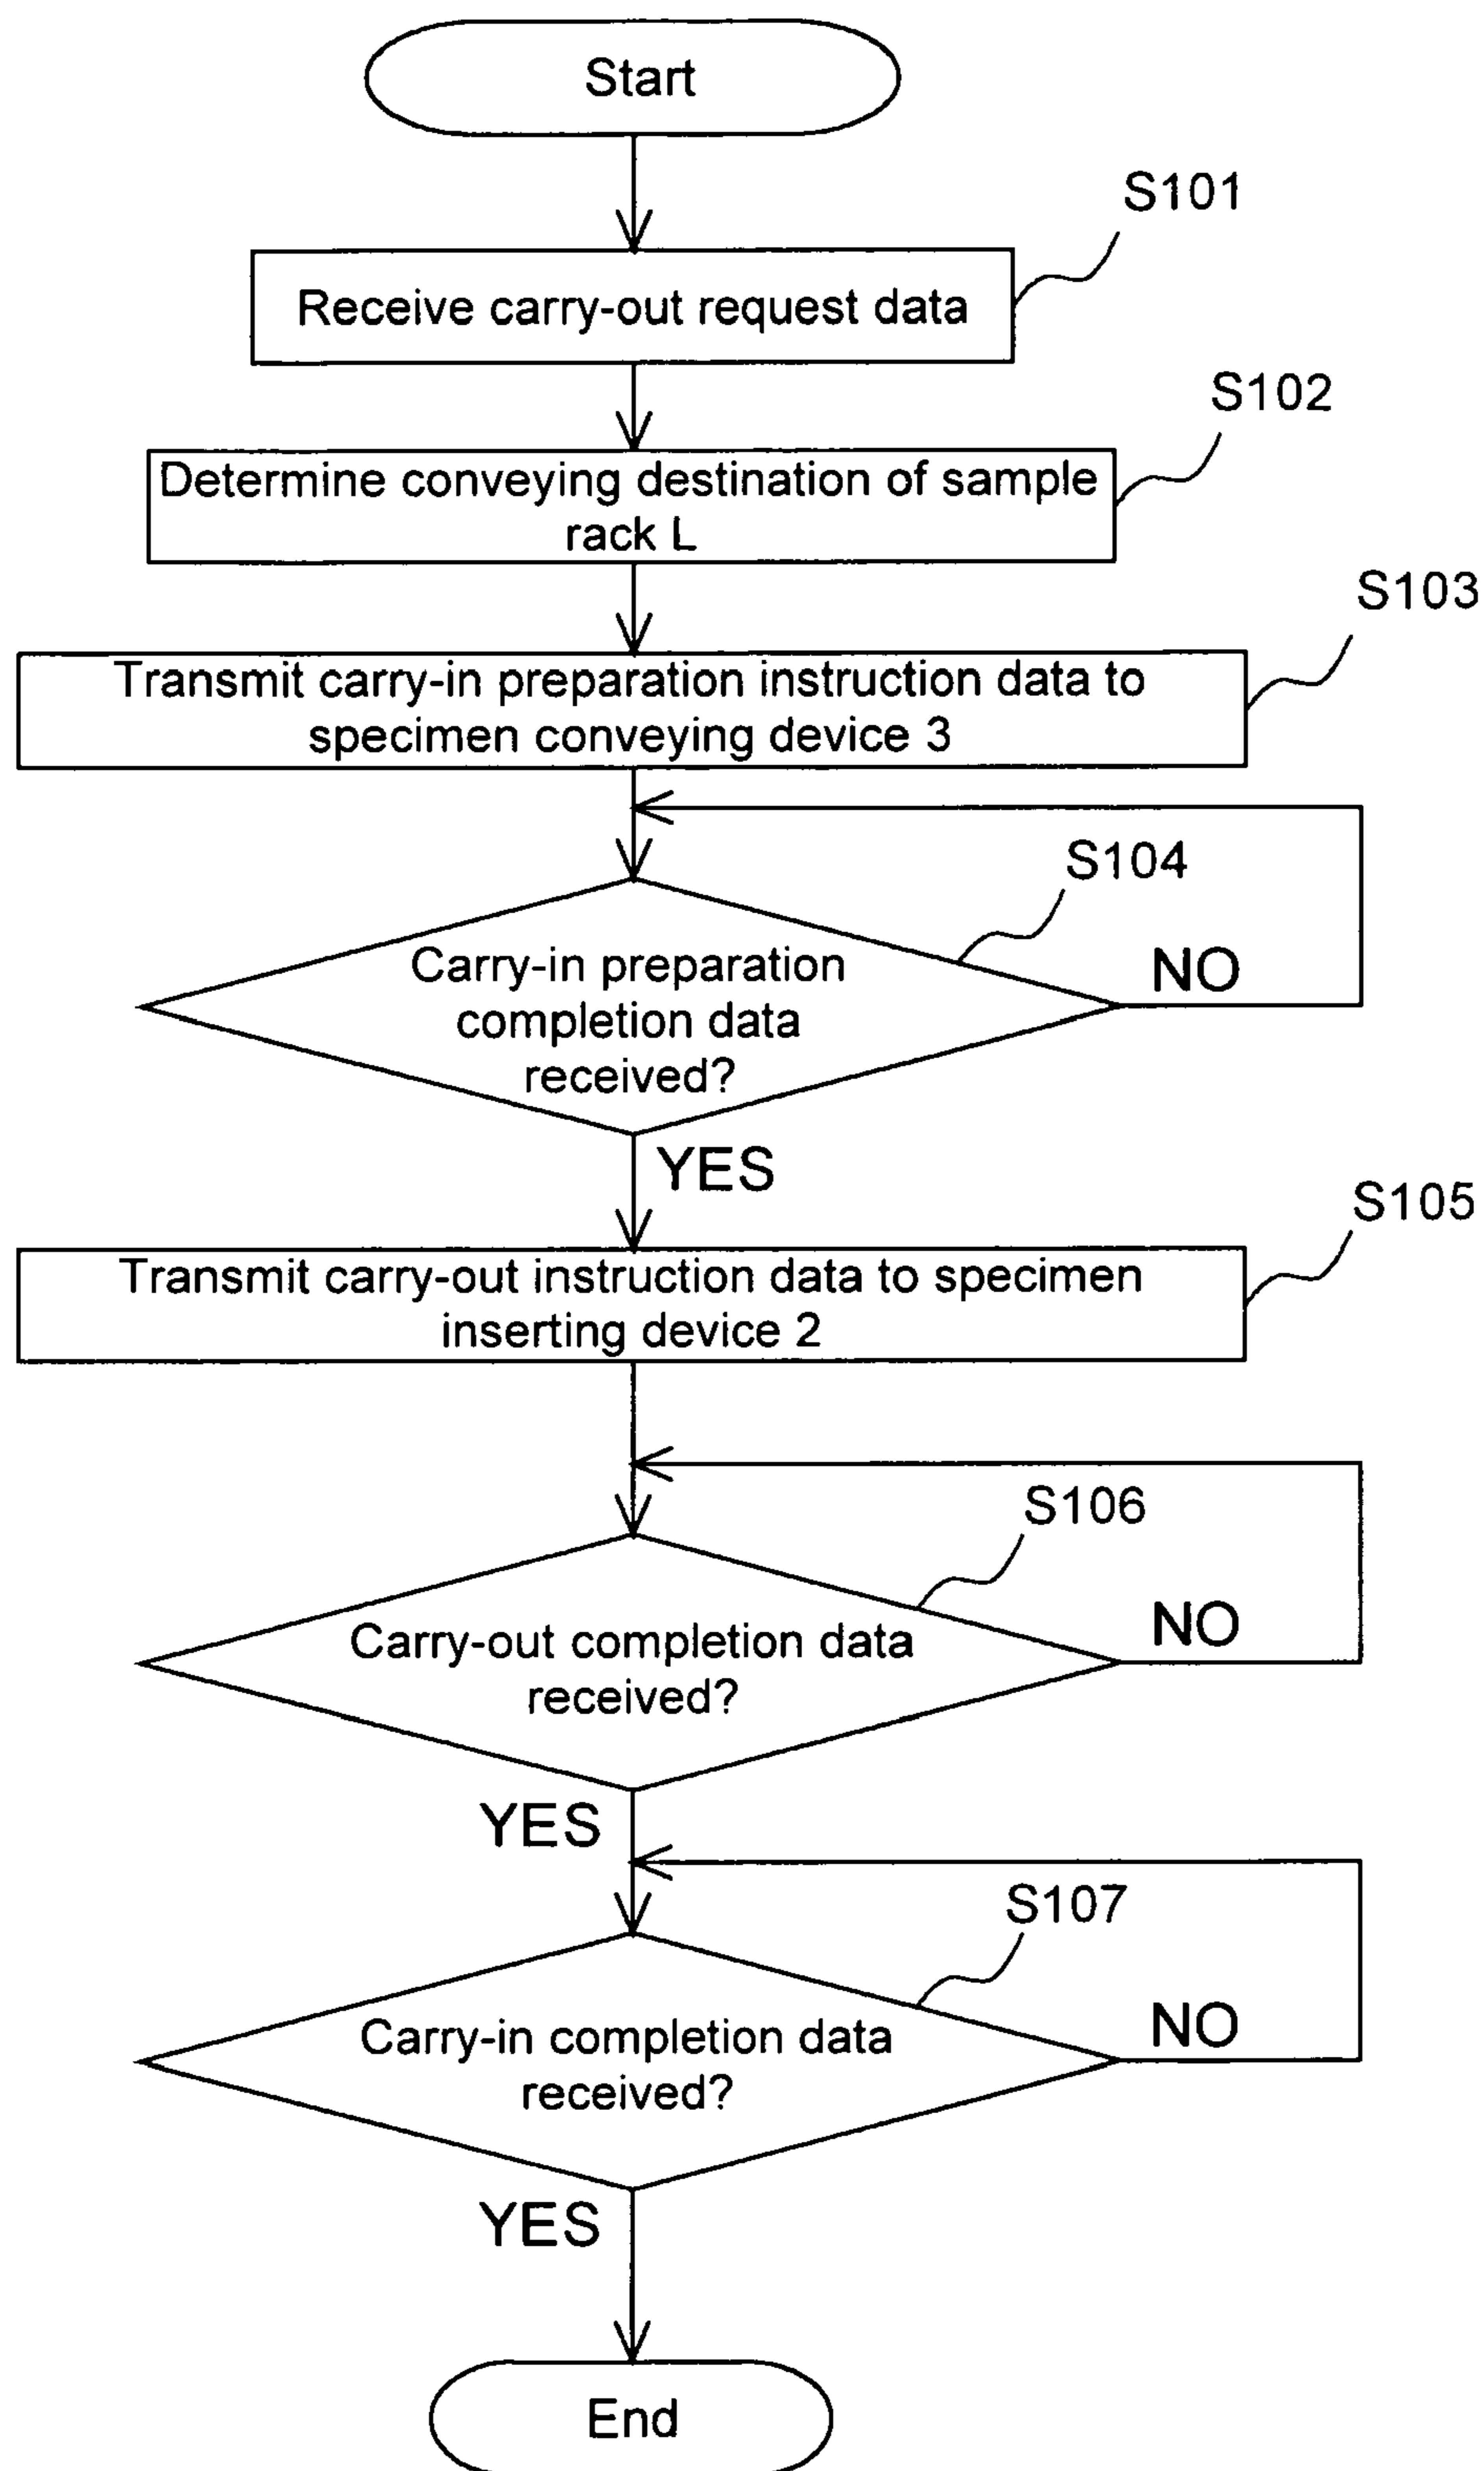 Start
S101
Receive carry-out request data
S102
Determine conveying destination of sample
rack L
S103
Transmit carry-in preparation instruction data to
specimen conveying device 3
S104
Carry-in preparation
completion data
received?
NO
YES
S105
Transmit carry-out instruction data to specimen
inserting device 2
S106
Carry-out completion data
received?
NO
YES
S107
Carry-in completion data
received?
NO
YES
End